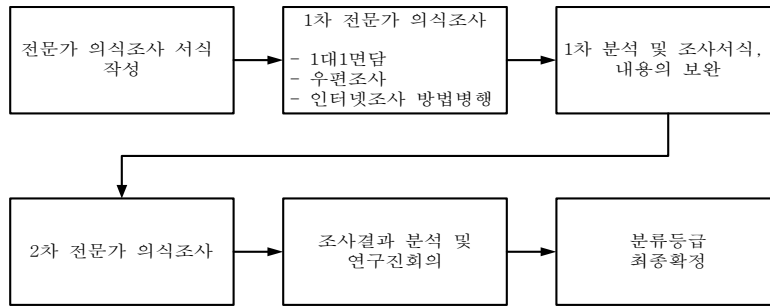 전문가 의식조사 서식
작성
1차 전문가 의식조사
- 1대1면담
- 우편조사
- 인터넷조사 방법병행
1차 분석 및 조사서식,
내용의 보완
2차 전문가 의식조사
조사결과 분석 및
연구진회의
분류등급
최종확정